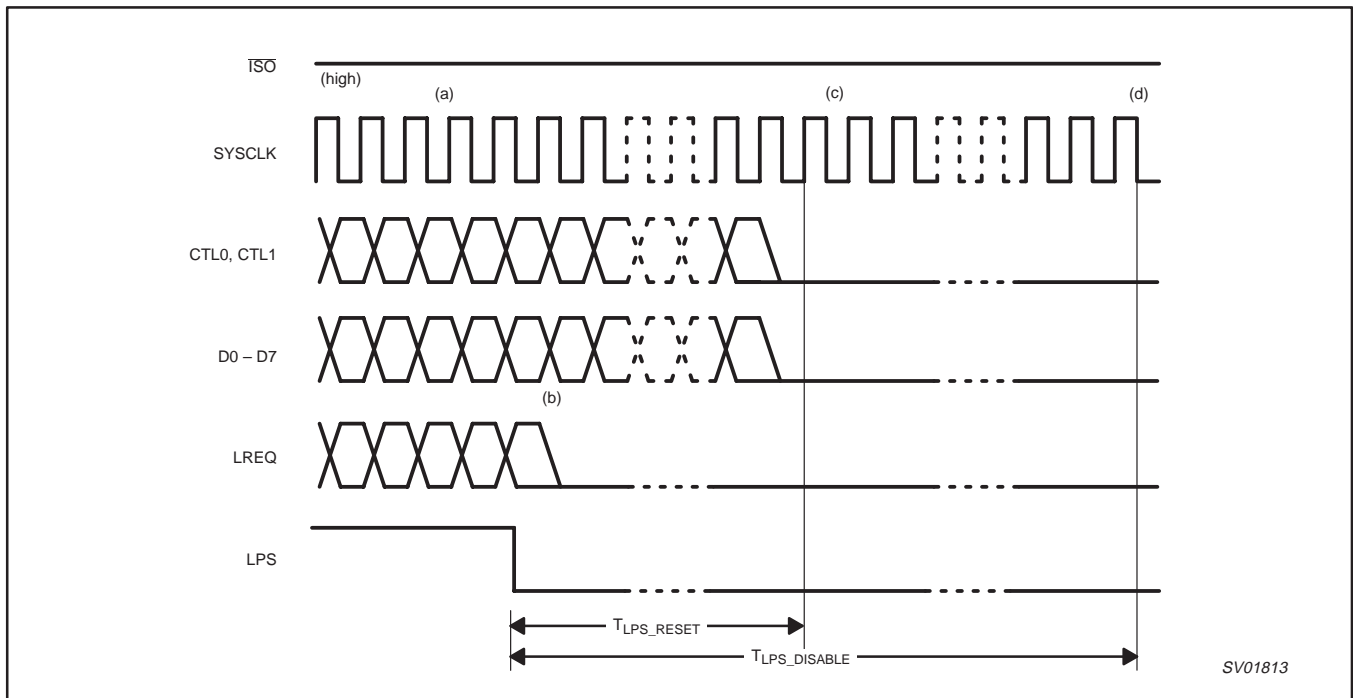 ISO
(high)
(a)
(c)
(d)
SYSCLK
CTL0, CTL1
D0 – D7
(b)
LREQ
LPS
TLPS_RESET
TLPS_DISABLE
SV01813